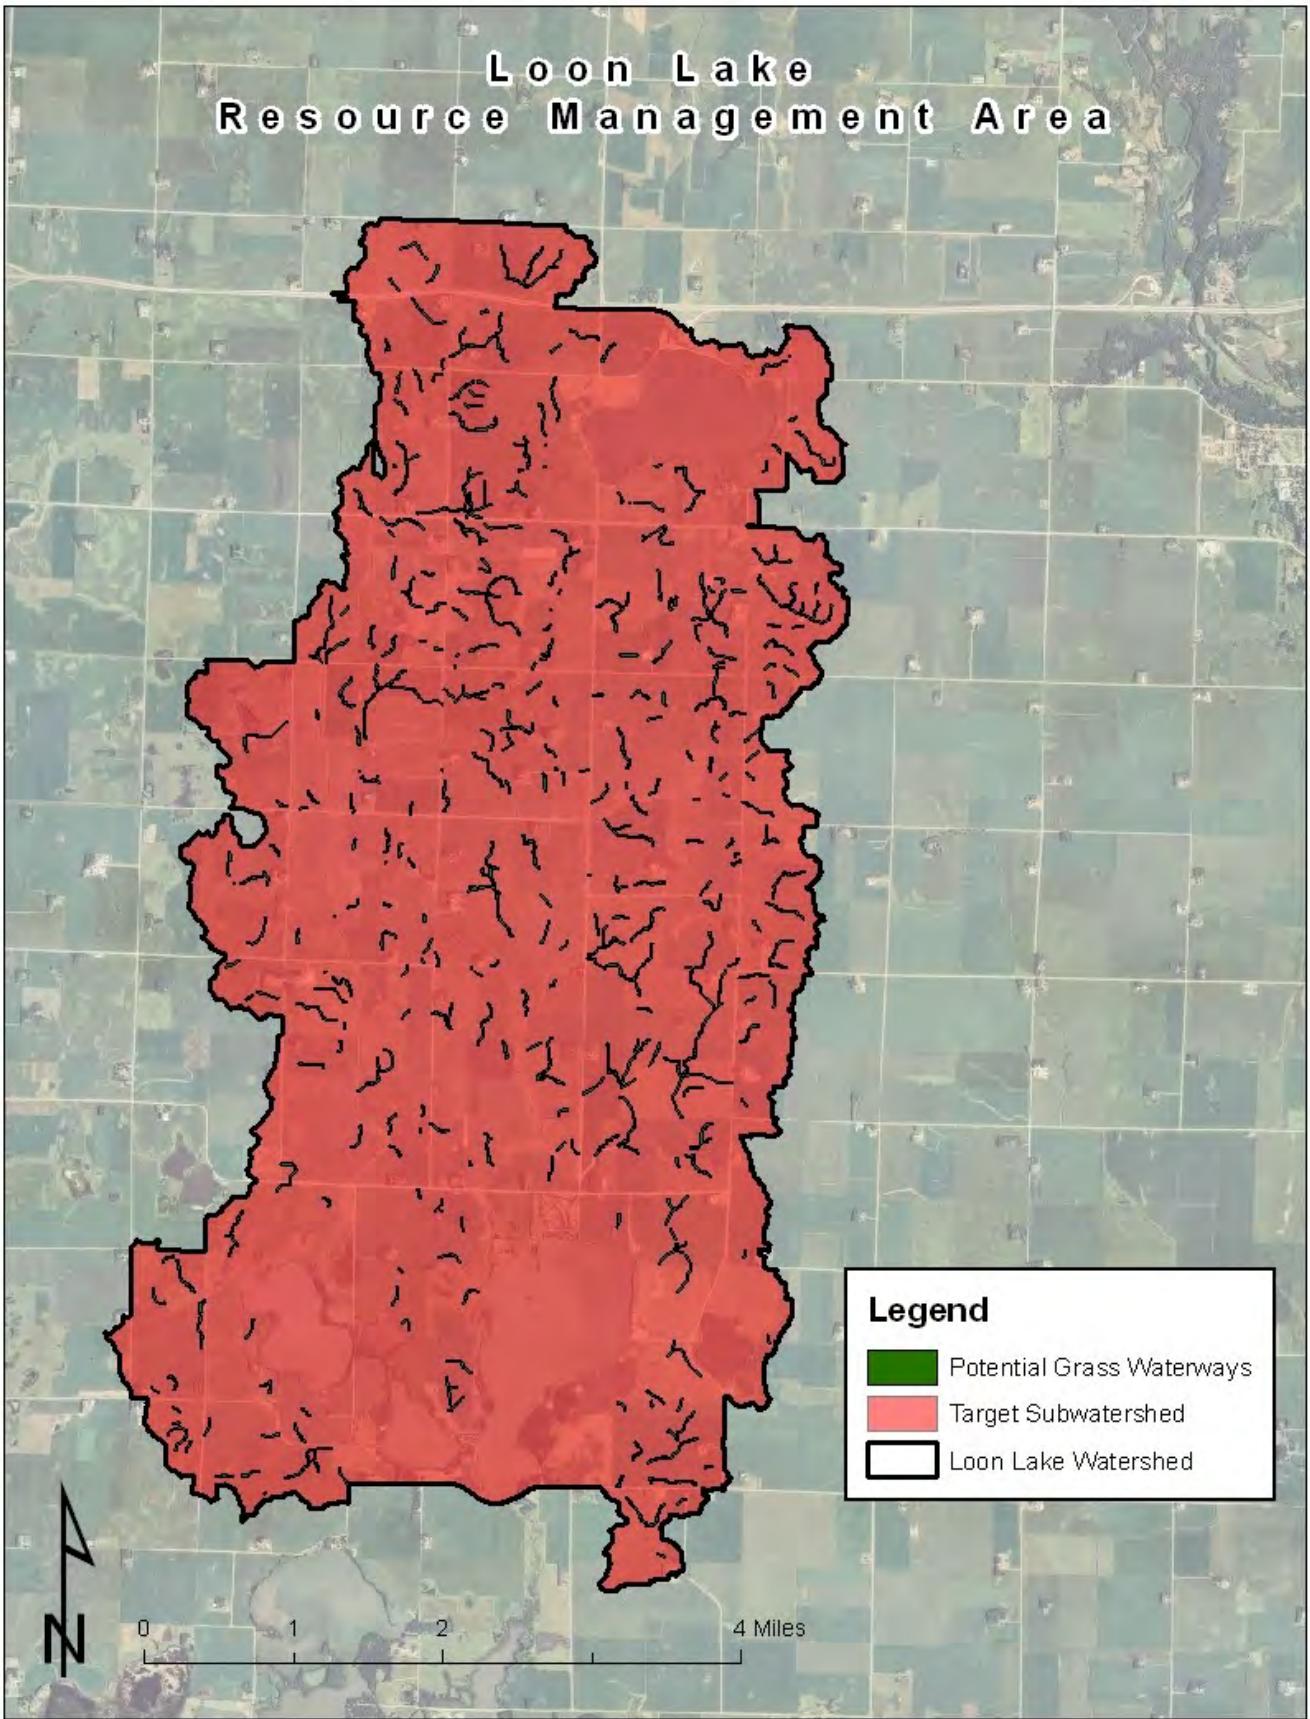 Loon Lake
Resource Management Area
Legend
Potential Grass Waterways
Target Subwatershed
Loon Lake Watershed
N
0 1 2 4 Miles